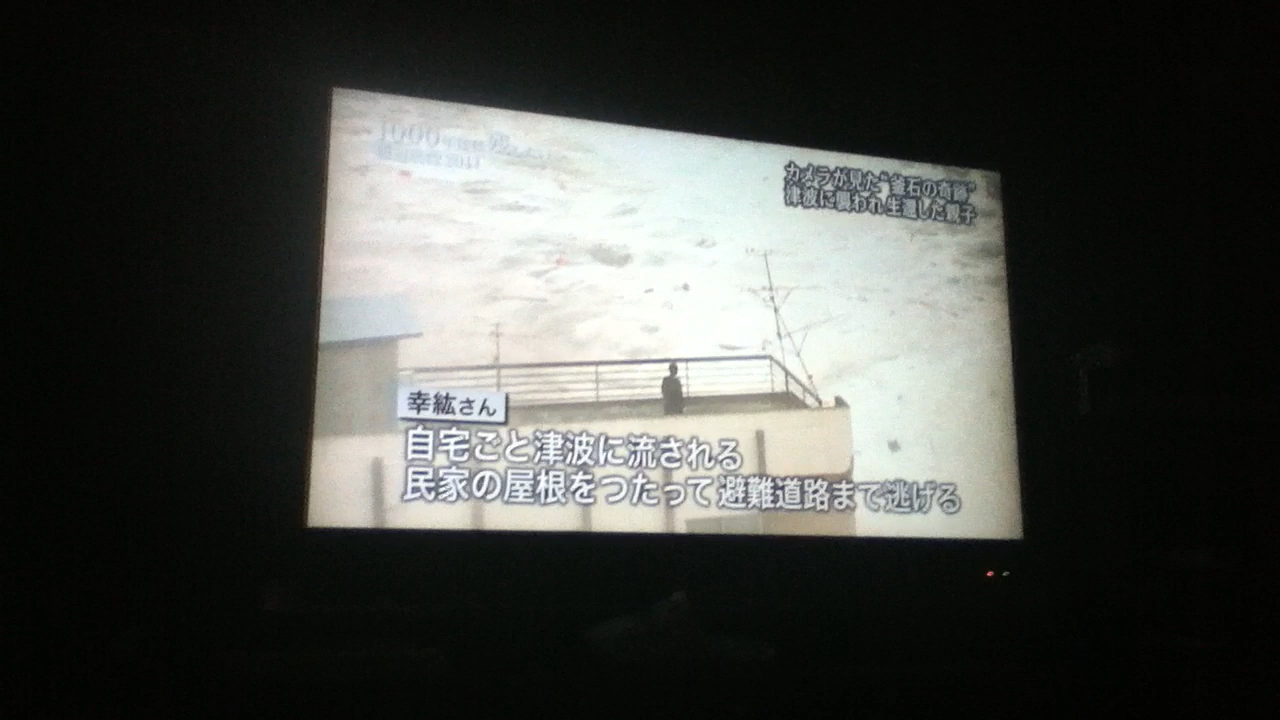 1000
2011
カメラが見た“釜石の奇跡”
津波に襲われ生還した親子
幸紘さん
自宅ごと津波に流される
民家の屋根をつたって避難道路まで逃げる